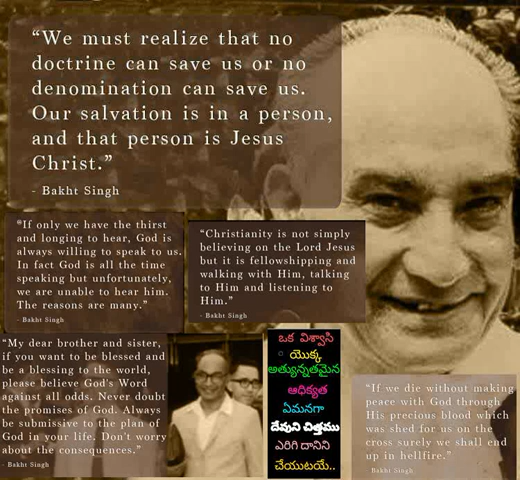 “We must realize that no
doctrine can save us or no
denomination can save us.
Our salvation is in a person,
and that person is Jesus
Christ.”
- Bakht Singh
“If only we have the thirst
and longing to hear, God is
always willing to speak to us.
In fact God is all the time
speaking but unfortunately,
we are unable to hear him.
The reasons are many.”
- Bakht Singh
“Christianity is not simply
believing on the Lord Jesus
but it is fellowshipping and
walking with Him, talking
to Him and listening to
Him.”
- Bakht Singh
“My dear brother and sister,
if you want to be blessed and
be a blessing to the world,
please believe God's Word
against all odds. Never doubt
the promises of God. Always
be submissive to the plan of
God in your life. Don't worry
about the consequences.”
- Bakht Singh
ఒక విశ్వాసి
యొక్క
అత్యున్నతమైన
ఆధిక్యత
ఏమనగా
దేవుని చిత్తము
ఎరిగి దానిని
చేయుటయే..
“If we die without making
peace with God through
His precious blood which
was shed for us on the
cross surely we shall end
up in hellfire.”
- Bakht Singh